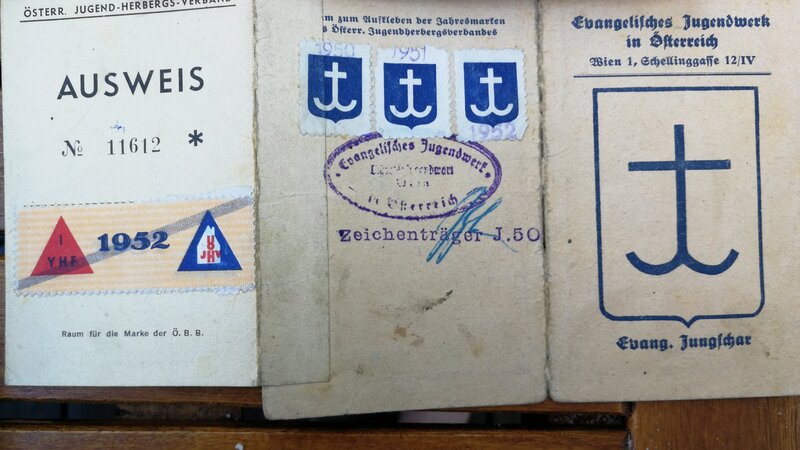 ÖSTERR. JUGEND-HERBERGS-VERBAND
AUSWEIS
№ 11612 *
I
YHF
1952
M
U
JHV
H
Raum für die Marke der Ö. B. B.
zum Aufkleben der Jahresmarken
Österr. Jugendherbergsverbandes
1950
1951
1952
Evangelisches Jugendwerk
in Österreich
Zeichenträger J.50
Evangelisches Jugendwerk
in Österreich
Wien 1, Schellinggasse 12/IV
Evang. Jungschar